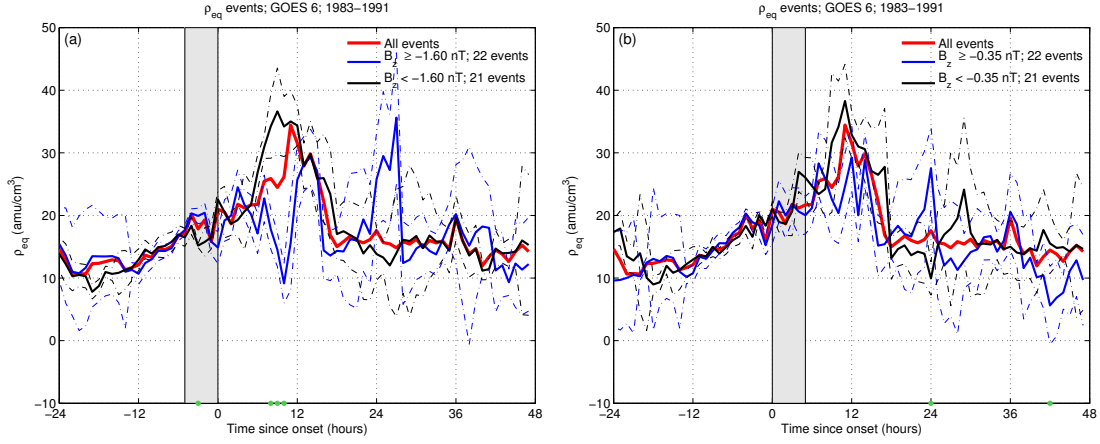 ρeq events; GOES 6; 1983-1991
(a)
All events
Bz ≥ −1.60 nT; 22 events
Bz < −1.60 nT; 21 events
ρeq (amu/cm3)
50
40
30
20
10
0
−10
−24 −12 0 12 24 36 48
Time since onset (hours)
ρeq events; GOES 6; 1983-1991
(b)
All events
Bz ≥ −0.35 nT; 22 events
Bz < −0.35 nT; 21 events
ρeq (amu/cm3)
50
40
30
20
10
0
−10
−24 −12 0 12 24 36 48
Time since onset (hours)